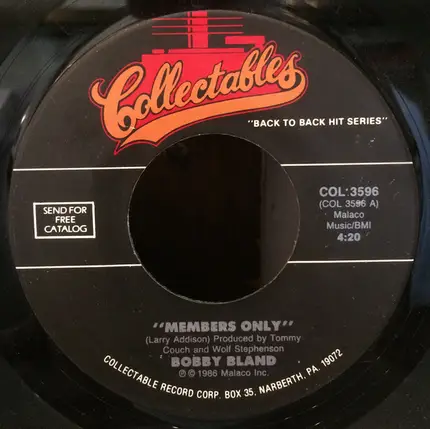 Collectables
"BACK TO BACK HIT SERIES"
COL 3596
(COL 3596 A)
Malaco
Music/BMI
4:20
SEND FOR
FREE
CATALOG
"MEMBERS ONLY"
(Larry Addison) Produced by Tommy
Couch and Wolf Stephenson
BOBBY BLAND
℗ © 1986 Malaco Inc.
COLLECTABLE RECORD CORP. BOX 35, NARBERTH, PA. 19072